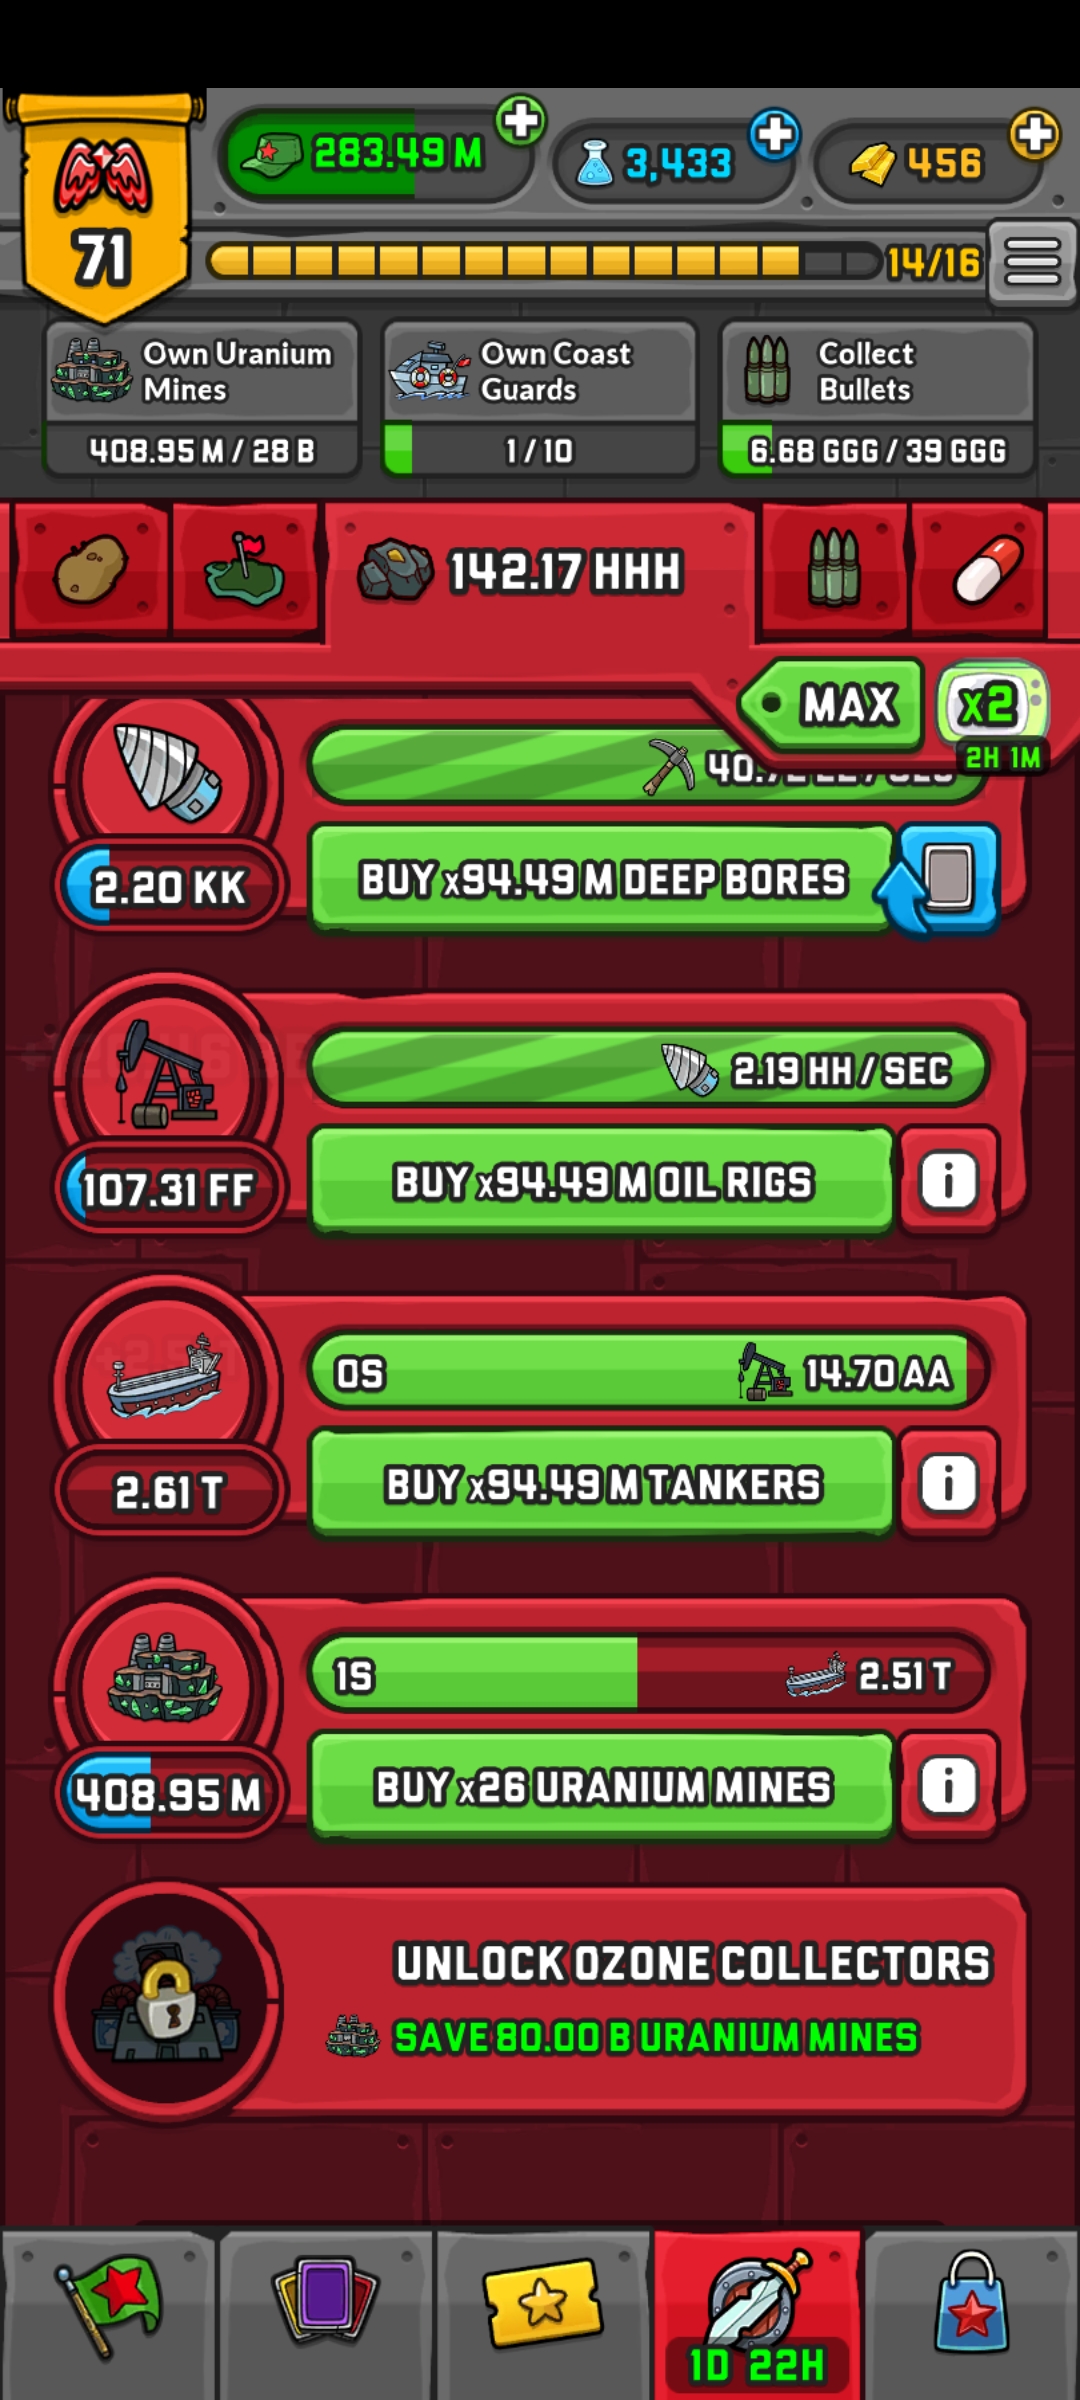 283.49 M
3,433
456
71
14/16
Own Uranium
Mines
408.95 M / 28 B
Own Coast
Guards
1 / 10
Collect
Bullets
6.68 GGG / 39 GGG
142.17 HHH
MAX
x2
2H 1M
2.20 KK
BUY x94.49 M DEEP BORES
2.19 HH / SEC
107.31 FF
BUY x94.49 M OIL RIGS
0S
14.70 AA
2.61 T
BUY x94.49 M TANKERS
1S
2.51 T
408.95 M
BUY x26 URANIUM MINES
UNLOCK OZONE COLLECTORS
SAVE 80.00 B URANIUM MINES
1D 22H